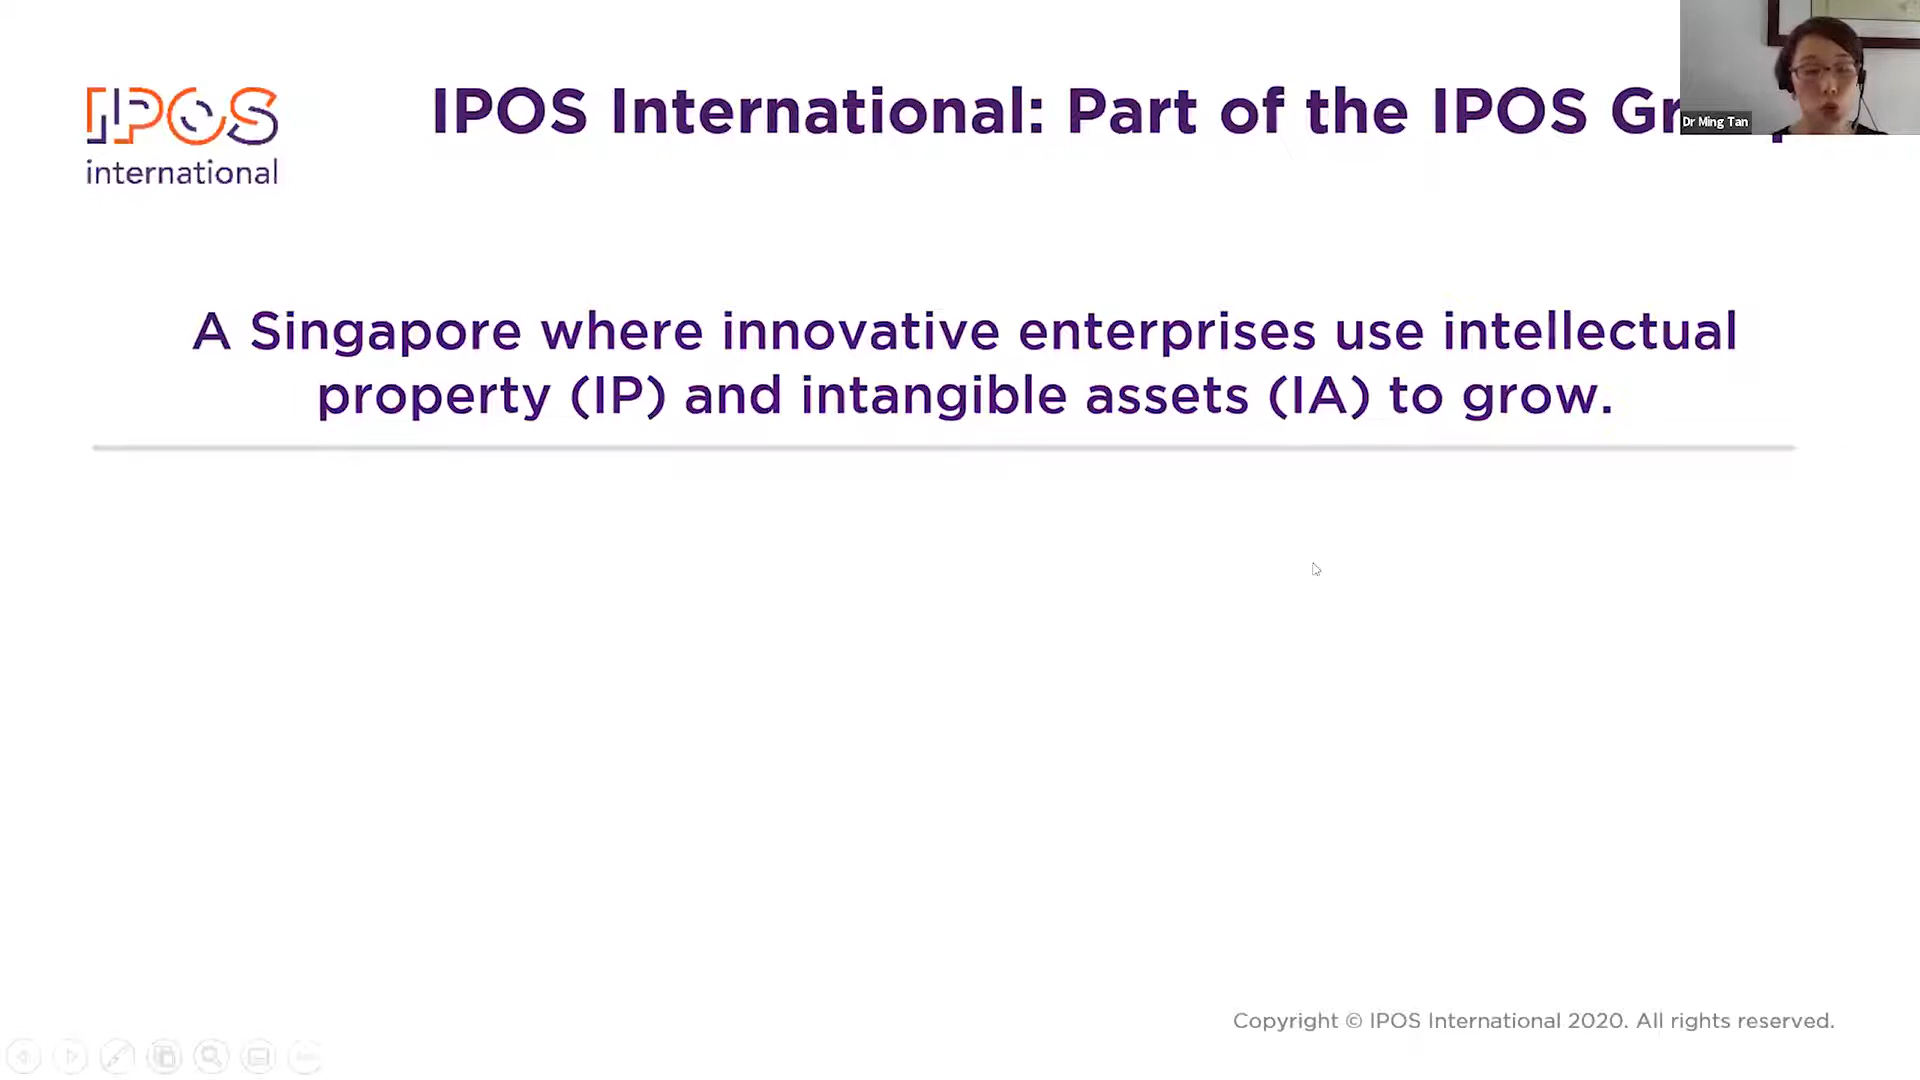 IPOS
international
IPOS International: Part of the IPOS
Dr Ming Tan
A Singapore where innovative enterprises use intellectual
property (IP) and intangible assets (IA) to grow.
Copyright © IPOS International 2020. All rights reserved.